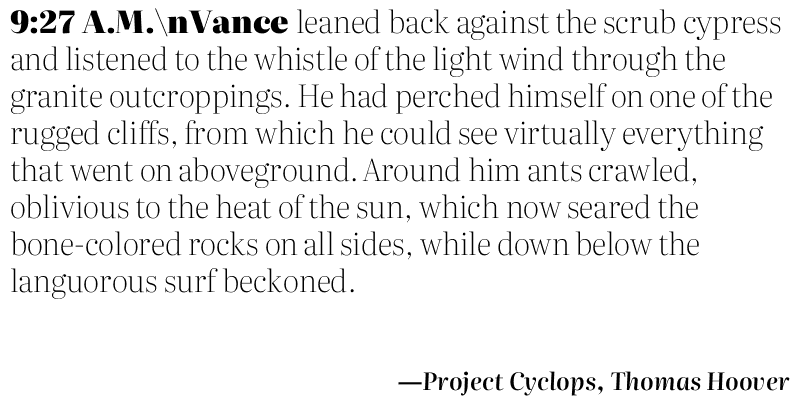 9:27 A.M.\nVance leaned back against the scrub cypress
and listened to the whistle of the light wind through the
granite outcroppings. He had perched himself on one of the
rugged cliffs, from which he could see virtually everything
that went on aboveground. Around him ants crawled,
oblivious to the heat of the sun, which now seared the
bone-colored rocks on all sides, while down below the
languorous surf beckoned.
—Project Cyclops, Thomas Hoover